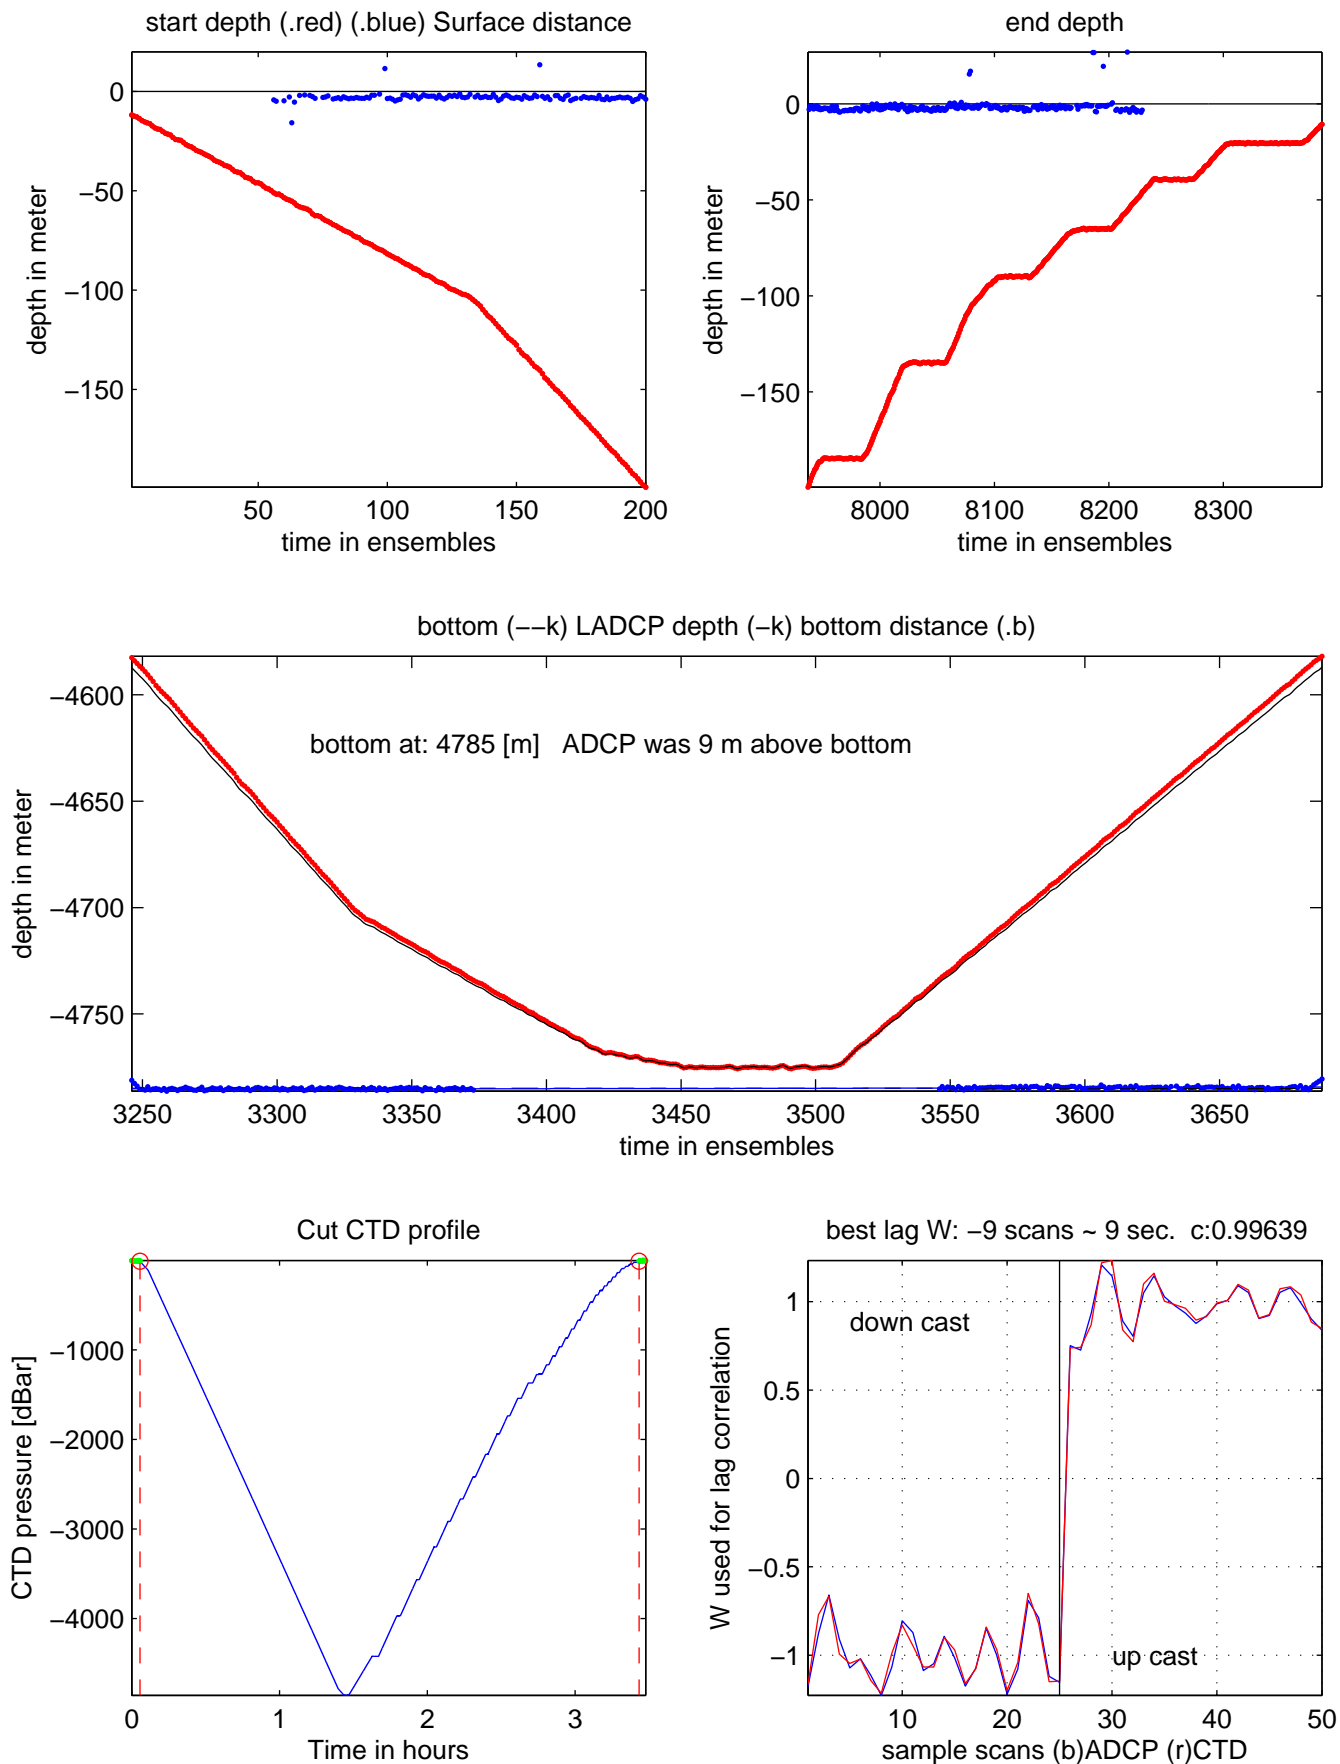 start depth (.red) (.blue) Surface distance
0
−50
−100
−150
depth in meter
50
100
150
200
time in ensembles
end depth
0
−50
−100
−150
depth in meter
8000
8100
8200
8300
time in ensembles
bottom (−−k) LADCP depth (−k) bottom distance (.b)
bottom at: 4785 [m]   ADCP was 9 m above bottom
−4600
−4650
−4700
−4750
depth in meter
3250
3300
3350
3400
3450
3500
3550
3600
3650
time in ensembles
Cut CTD profile
−1000
−2000
−3000
−4000
CTD pressure [dBar]
0
1
2
3
Time in hours
best lag W: −9 scans ~ 9 sec.  c:0.99639
down cast
up cast
1
0.5
0
−0.5
−1
W used for lag correlation
10
20
30
40
50
sample scans (b)ADCP (r)CTD